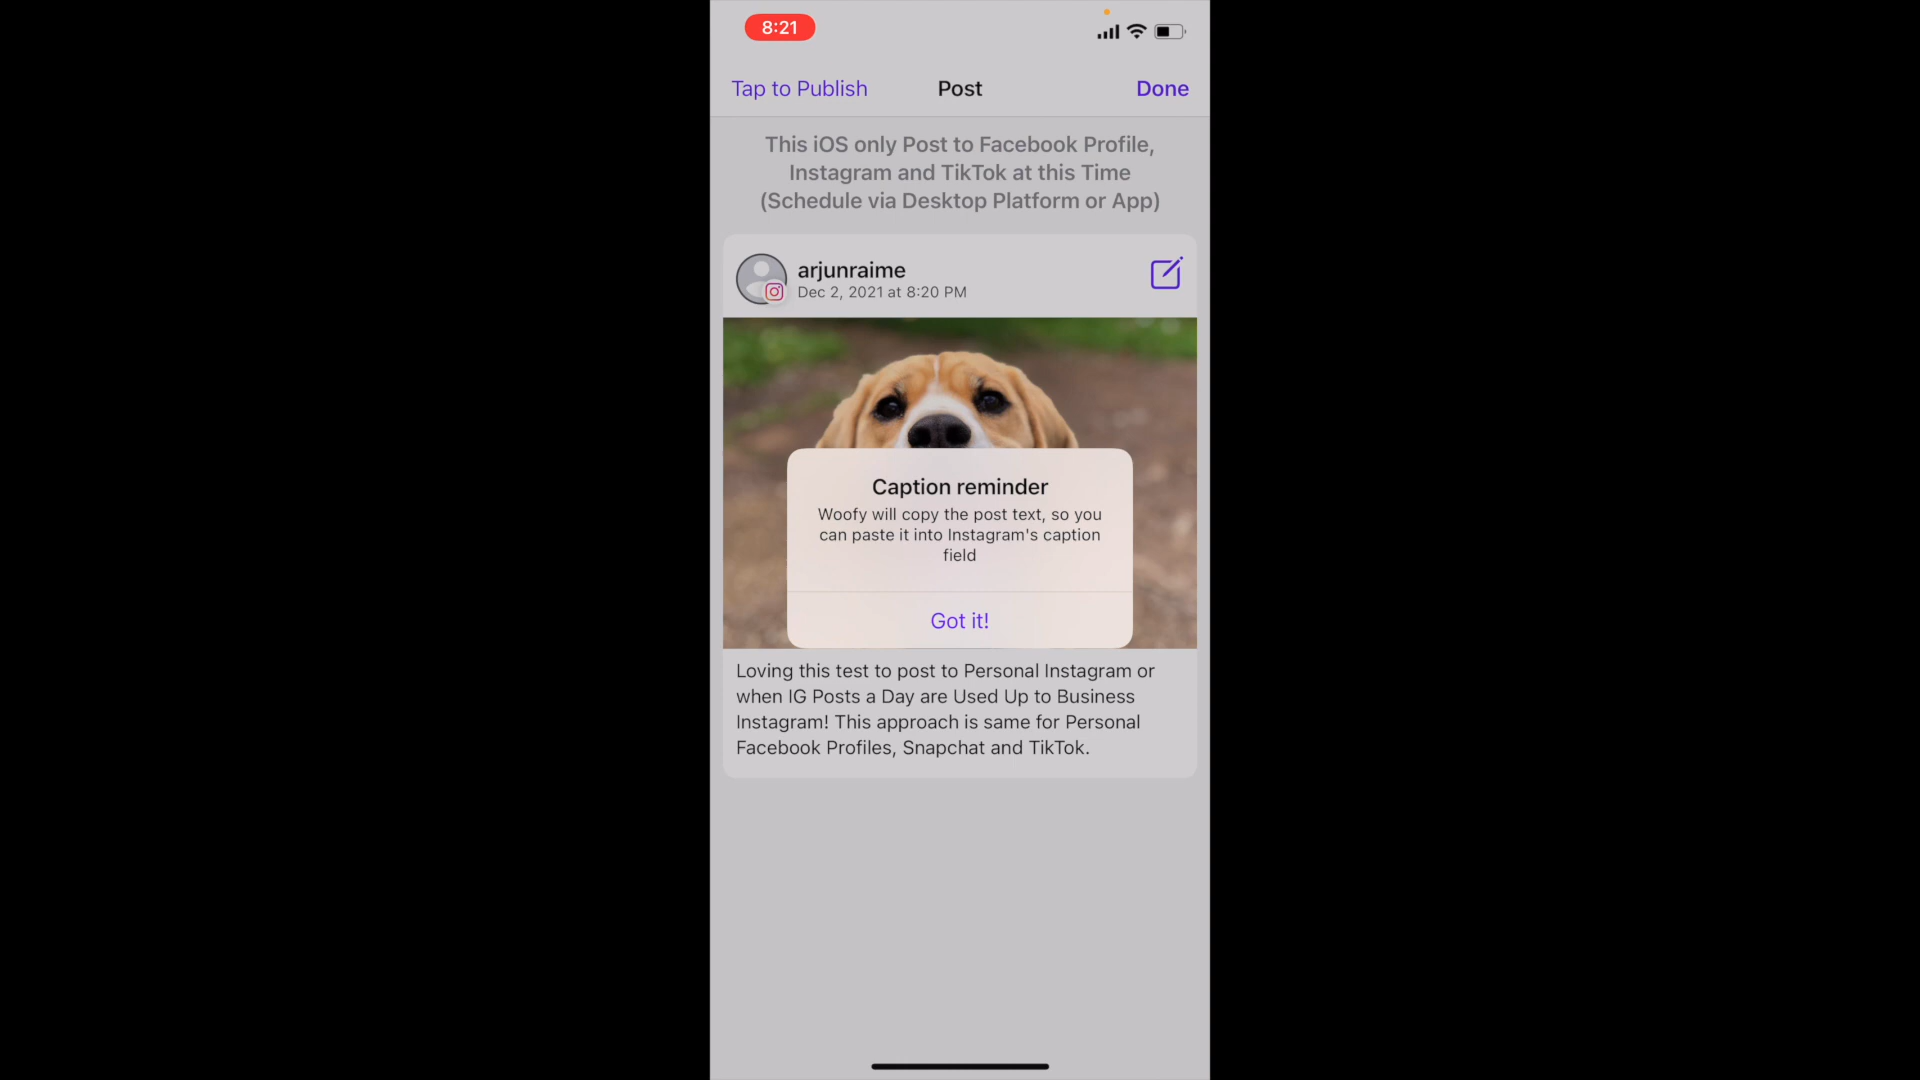 8:21
Tap to Publish
Post
Done
This iOS only Post to Facebook Profile,
Instagram and TikTok at this Time
(Schedule via Desktop Platform or App)
arjunraime
Dec 2, 2021 at 8:20 PM
Caption reminder
Woofy will copy the post text, so you
can paste it into Instagram's caption
field
Got it!
Loving this test to post to Personal Instagram or
when IG Posts a Day are Used Up to Business
Instagram! This approach is same for Personal
Facebook Profiles, Snapchat and TikTok.